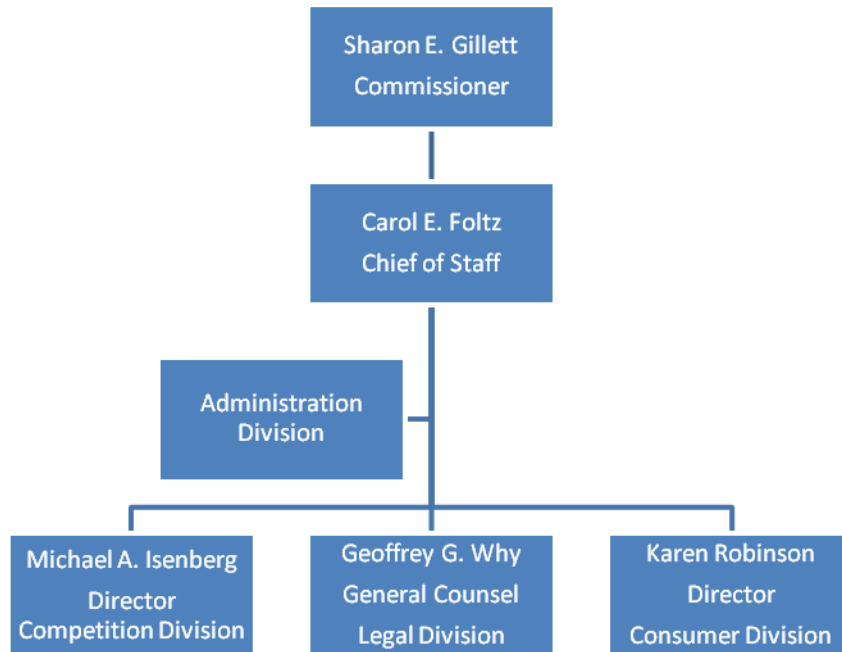 Sharon E. Gillett
Commissioner
Carol E. Foltz
Chief of Staff
Administration
Division
Michael A. Isenberg
Director
Competition Division
Geoffrey G. Why
General Counsel
Legal Division
Karen Robinson
Director
Consumer Division